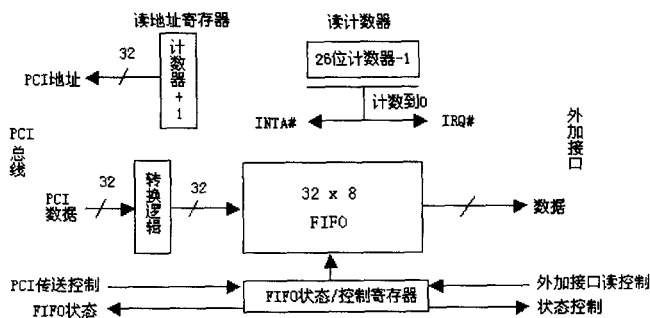 读地址寄存器
读计数器
32
计数器+1
26位计数器-1
PCI地址
计数到0
INTA#
IRQ#
PCI总线
外加接口
32
转换逻辑
32
32 x 8
FIFO
PCI
数据
数据
PCI传送控制
外加接口读控制
FIFO状态/控制寄存器
FIFO状态
状态控制